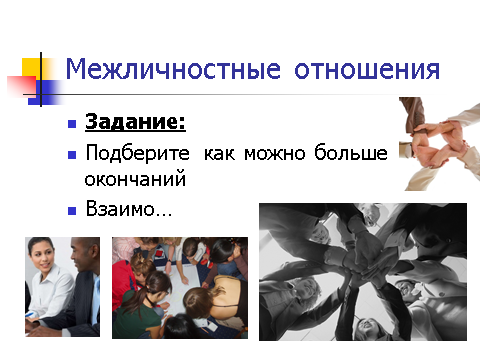 Межличностные отношения
Задание:
Подберите как можно больше
окончаний
Взаимо...